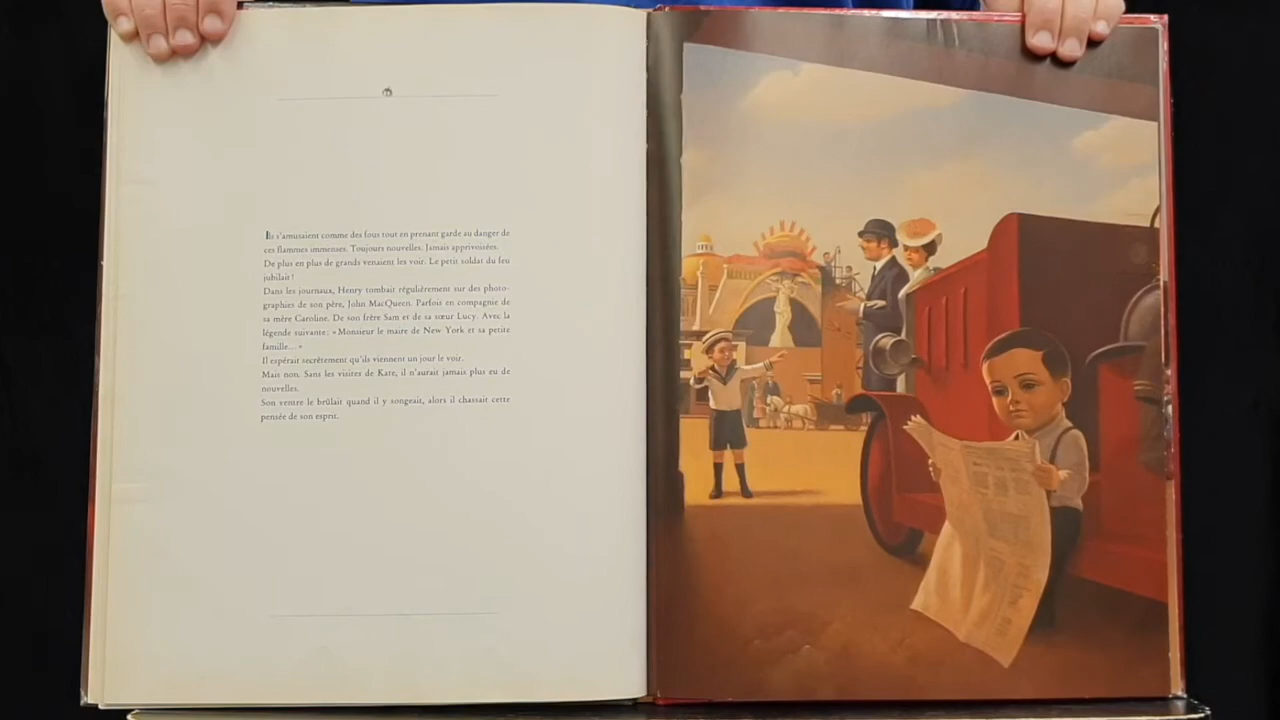 Ils s'amusaient comme des fous tout en prenant garde au danger de
ces flammes immenses. Toujours nouvelles. Jamais apprivoisées.
De plus en plus de grands venaient les voir. Le petit soldat du feu
jubilait !
Dans les journaux, Henry tombait régulièrement sur des photo-
graphies de son père, John MacQueen. Parfois en compagnie de
sa mère Caroline. De son frère Sam et de sa sœur Lucy. Avec la
légende suivante : « Monsieur le maire de New York et sa petite
famille... »
Il espérait secrètement qu'ils viennent un jour le voir.
Mais non. Sans les visites de Kate, il n'aurait jamais plus eu de
nouvelles.
Son ventre le brûlait quand il y songeait, alors il chassait cette
pensée de son esprit.